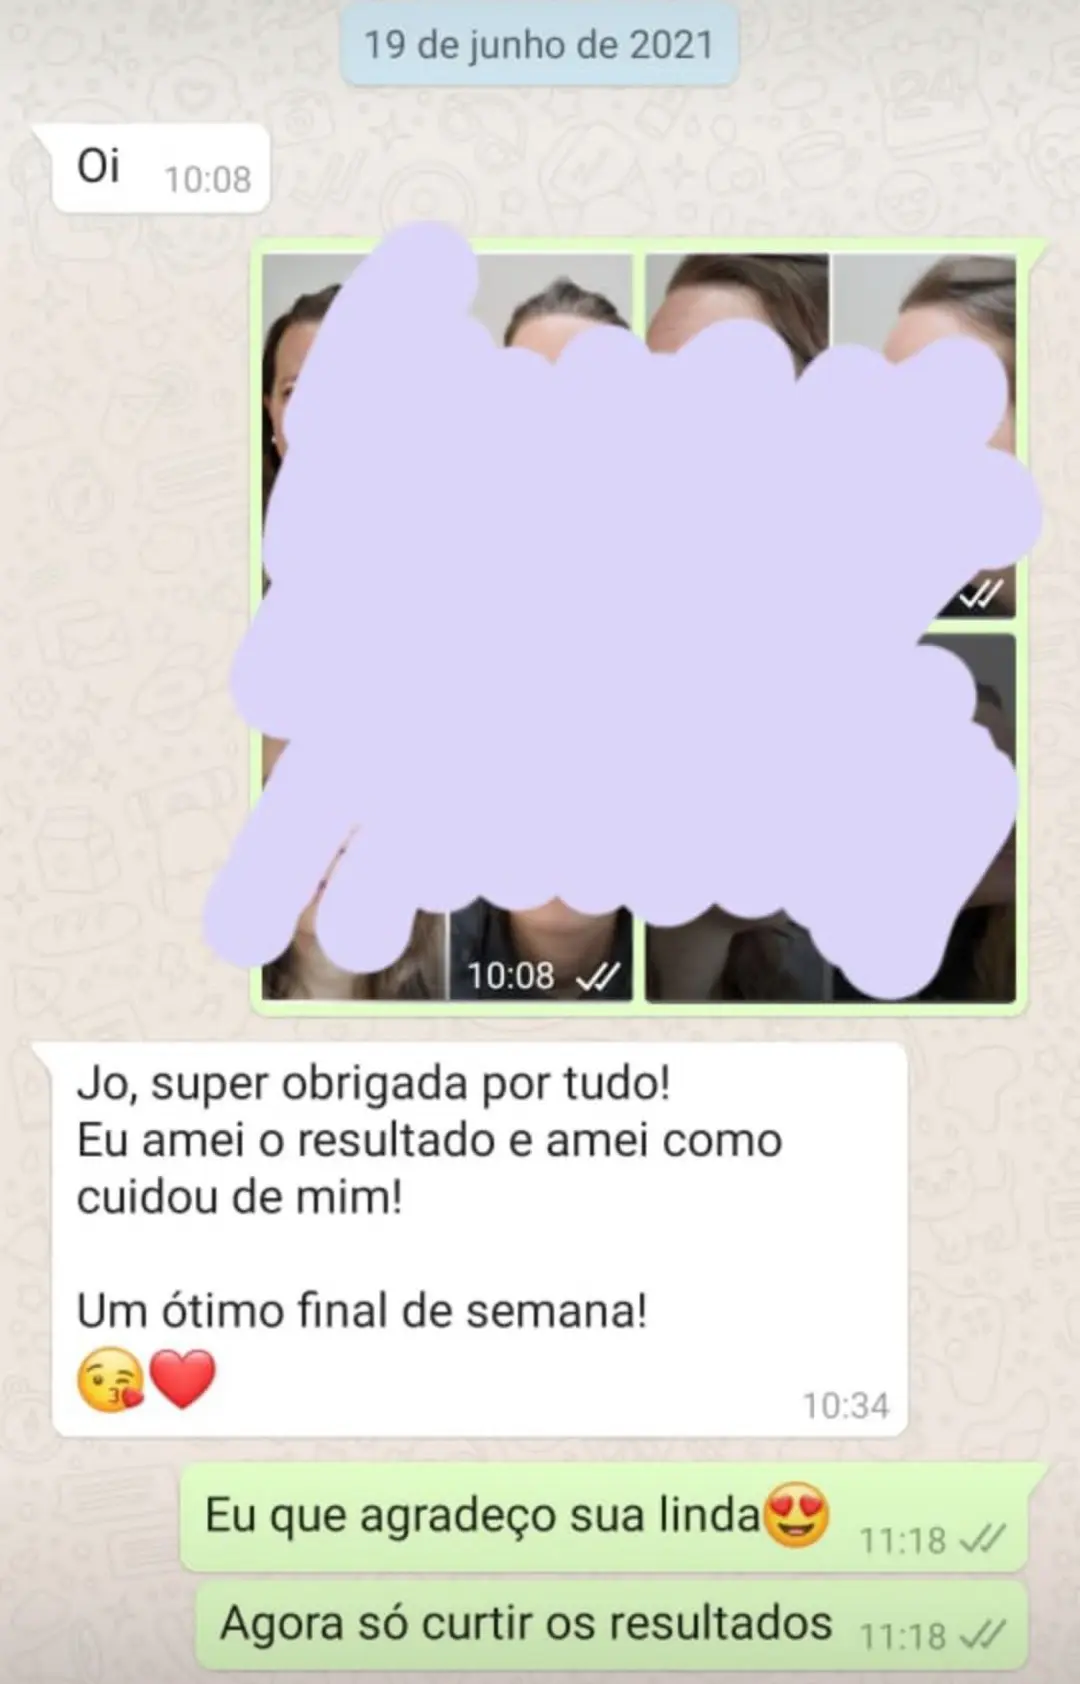 19 de junho de 2021
Oi 10:08
10:08
Jo, super obrigada por tudo!
Eu amei o resultado e amei como
cuidou de mim!
Um ótimo final de semana!
😘❤️
10:34
Eu que agradeço sua linda😍 11:18
Agora só curtir os resultados 11:18